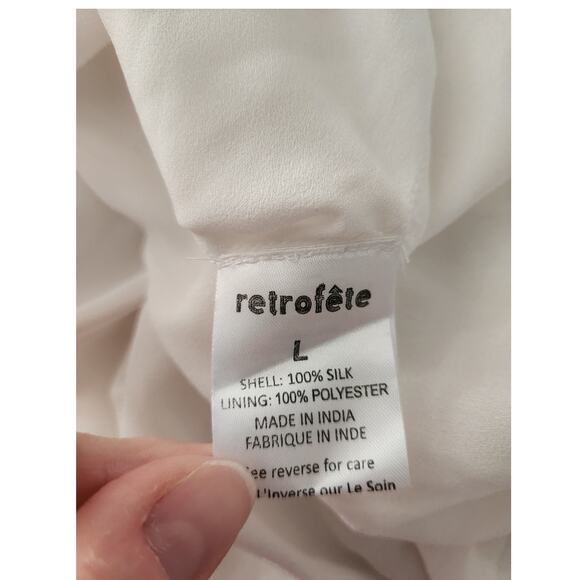 retrofête
L
SHELL: 100% SILK
LINING: 100% POLYESTER
MADE IN INDIA
FABRIQUE IN INDE
reverse for care
L'Inverse our Le Soin